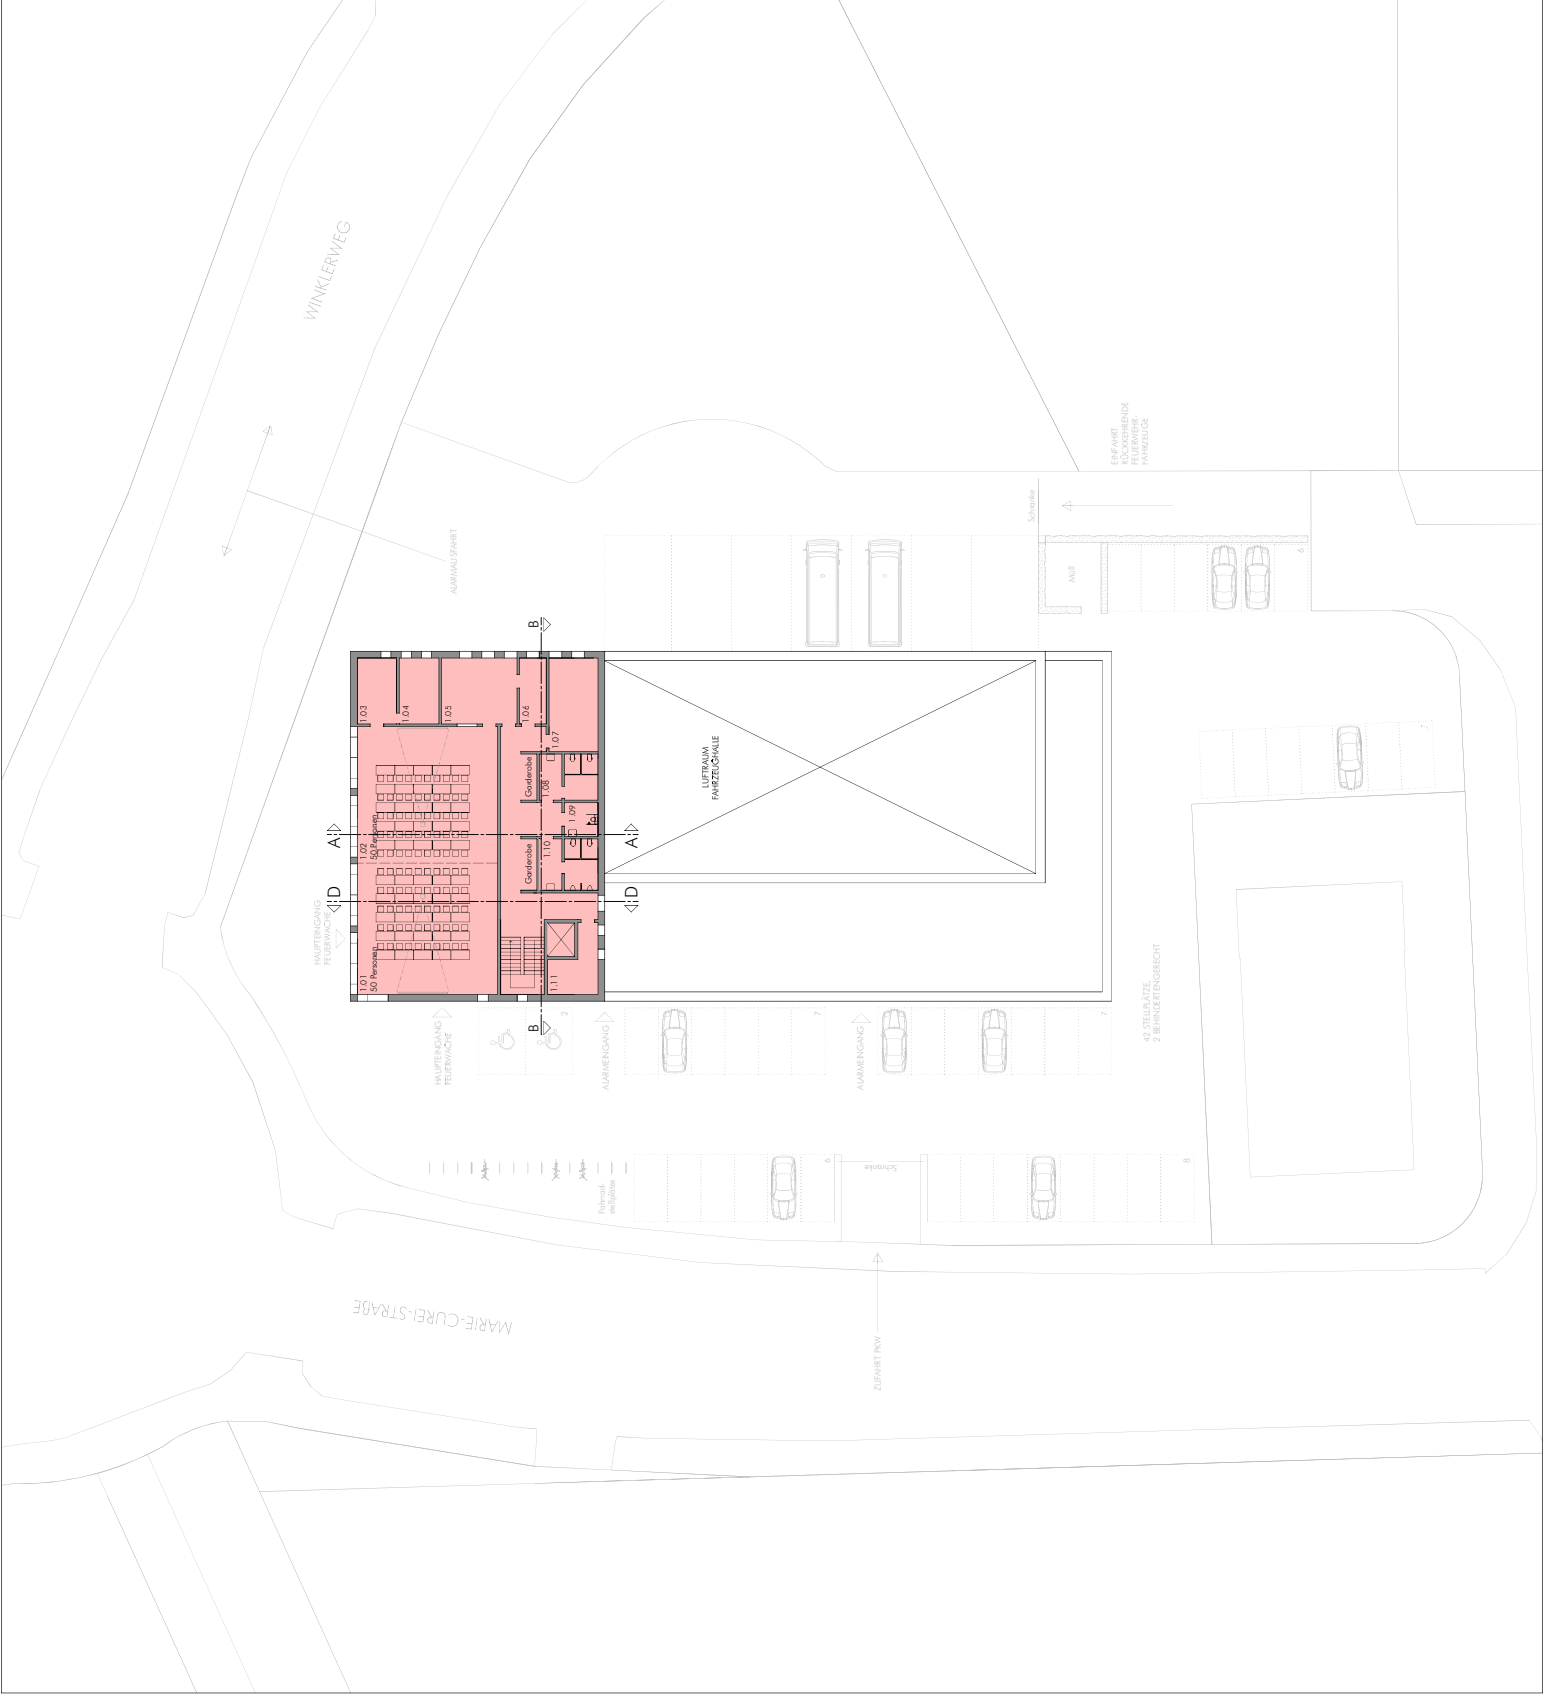 WINKLERWEG
EINFAHRT
RÜCKKEHRENDE
FEUERWEHR-
FAHRZEUGE
Schranke
ALARMAUSFAHRT
Müll
6
B
1.03
1.04
1.05
1.06
1.07
Garderobe
1.08
1.09
1.10
Garderobe
1.02
50 Personen
1.01
50 Personen
1.11
A
A
D
D
B
LUFTRAUM
FAHRZEUGHALLE
7
HAUPTEINGANG
FEUERWACHE
HAUPTEINGANG
FEUERWACHE
2
ALARMEINGANG
7
ALARMEINGANG
7
42 STELLPLÄTZE,
2 BEHINDERTENGERECHT
Fahrrad-
stellplätze
6
Schranke
8
MARIE-CUREI-STRAßE
ZUFAHRT PKW